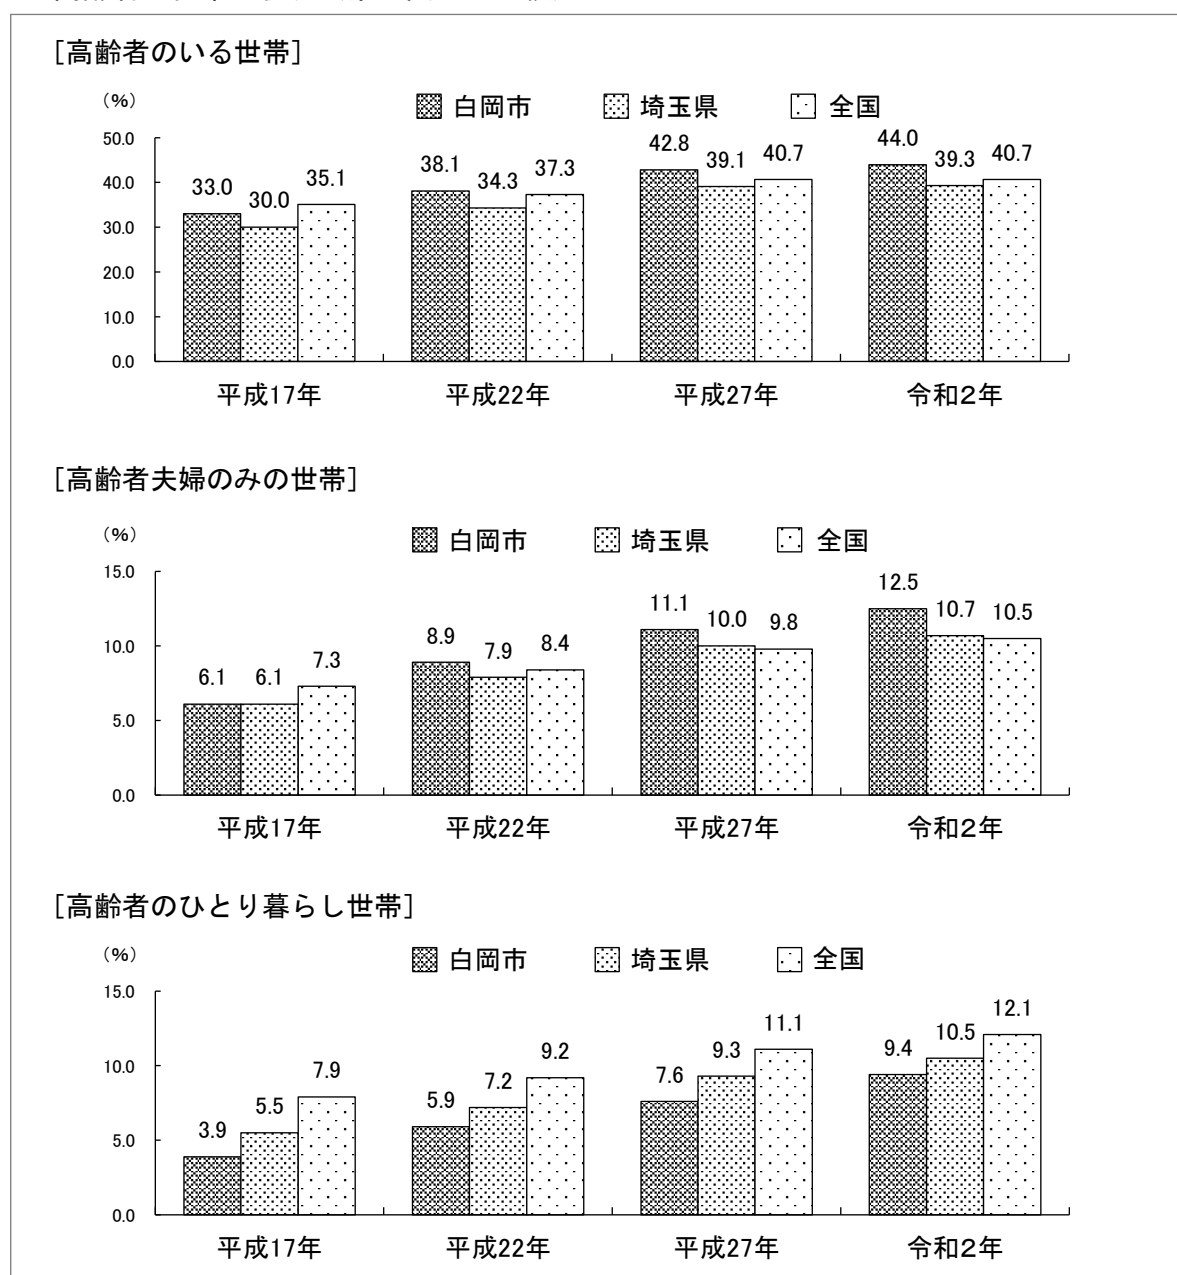 [高齢者のいる世帯]
(%)
白岡市 埼玉県 全国
50.0
40.0
30.0
20.0
10.0
0.0
33.0 30.0 35.1 38.1 34.3 37.3 42.8 39.1 40.7 44.0 39.3 40.7
平成17年 平成22年 平成27年 令和2年
[高齢者夫婦のみの世帯]
(%)
白岡市 埼玉県 全国
15.0
10.0
5.0
0.0
6.1 6.1 7.3 8.9 7.9 8.4 11.1 10.0 9.8 12.5 10.7 10.5
平成17年 平成22年 平成27年 令和2年
[高齢者のひとり暮らし世帯]
(%)
白岡市 埼玉県 全国
15.0
10.0
5.0
0.0
3.9 5.5 7.9 5.9 7.2 9.2 7.6 9.3 11.1 9.4 10.5 12.1
平成17年 平成22年 平成27年 令和2年